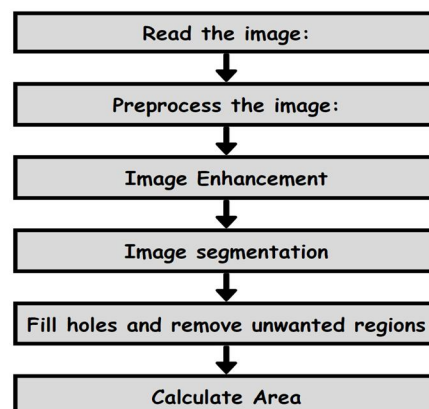 Read the image:
Preprocess the image:
Image Enhancement
Image segmentation
Fill holes and remove unwanted regions
Calculate Area